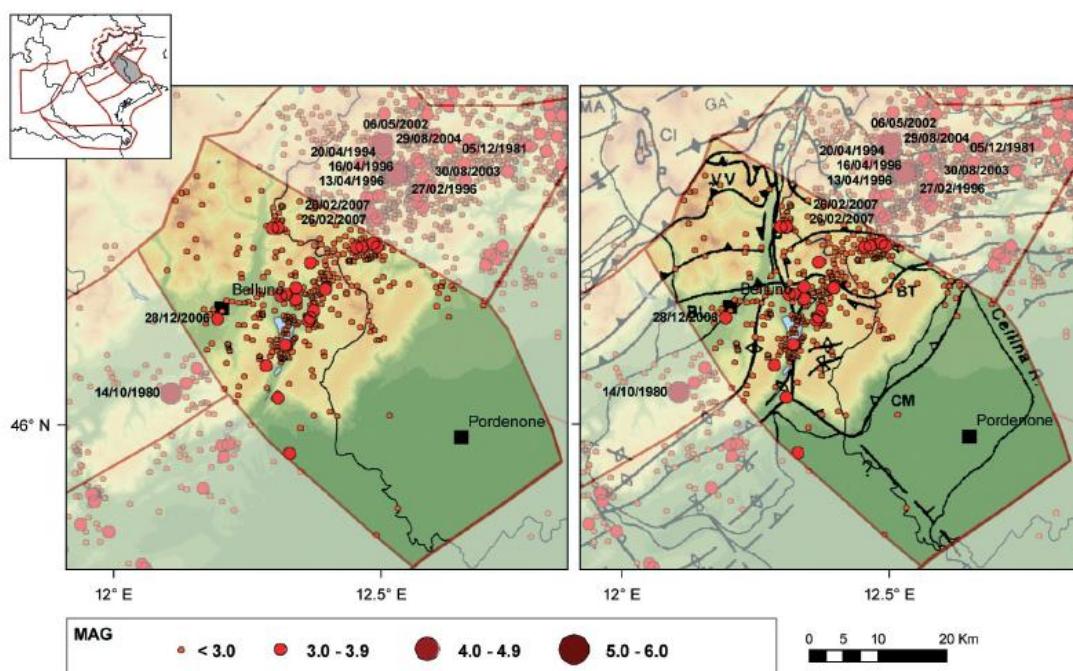 06/05/2002
29/08/2004
20/04/1994
05/12/1981
16/04/1996
30/08/2003
13/04/1996
27/02/1996
26/02/2007
26/02/2007
Belluno
28/12/2006
14/10/1980
46° N
Pordenone
12° E
12.5° E
MA
GA
CI
06/05/2002
29/08/2004
20/04/1994
05/12/1981
16/04/1996
30/08/2003
13/04/1996
27/02/1996
VV
26/02/2007
26/02/2007
BT
BL
28/12/2006
Cellina R.
14/10/1980
CM
Pordenone
?
12° E
12.5° E
MAG
< 3.0
3.0 - 3.9
4.0 - 4.9
5.0 - 6.0
0 5 10 20 Km